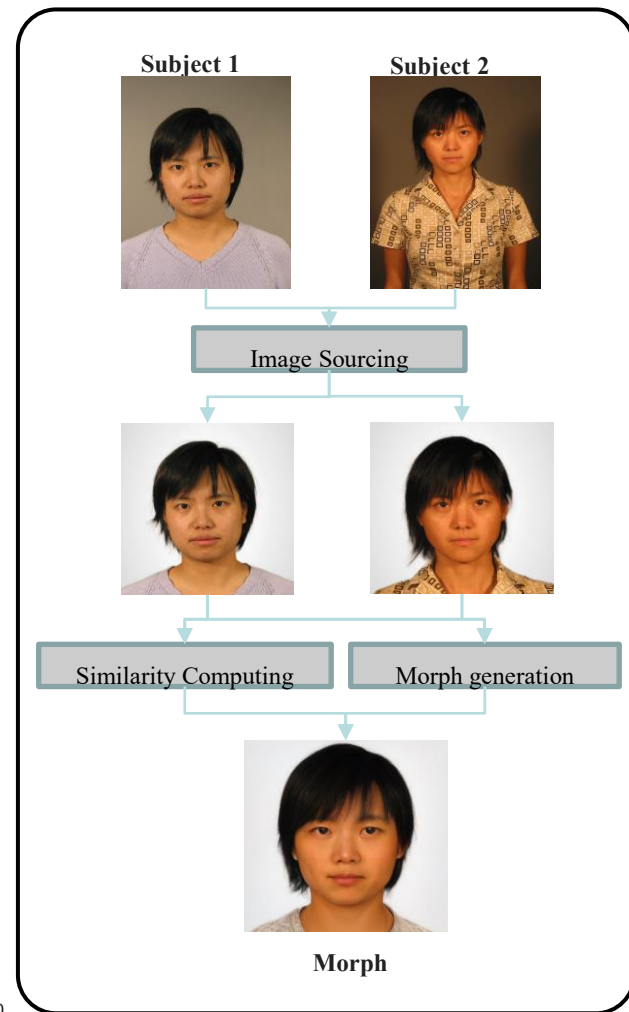 Subject 1
Subject 2
Image Sourcing
Similarity Computing
Morph generation
Morph